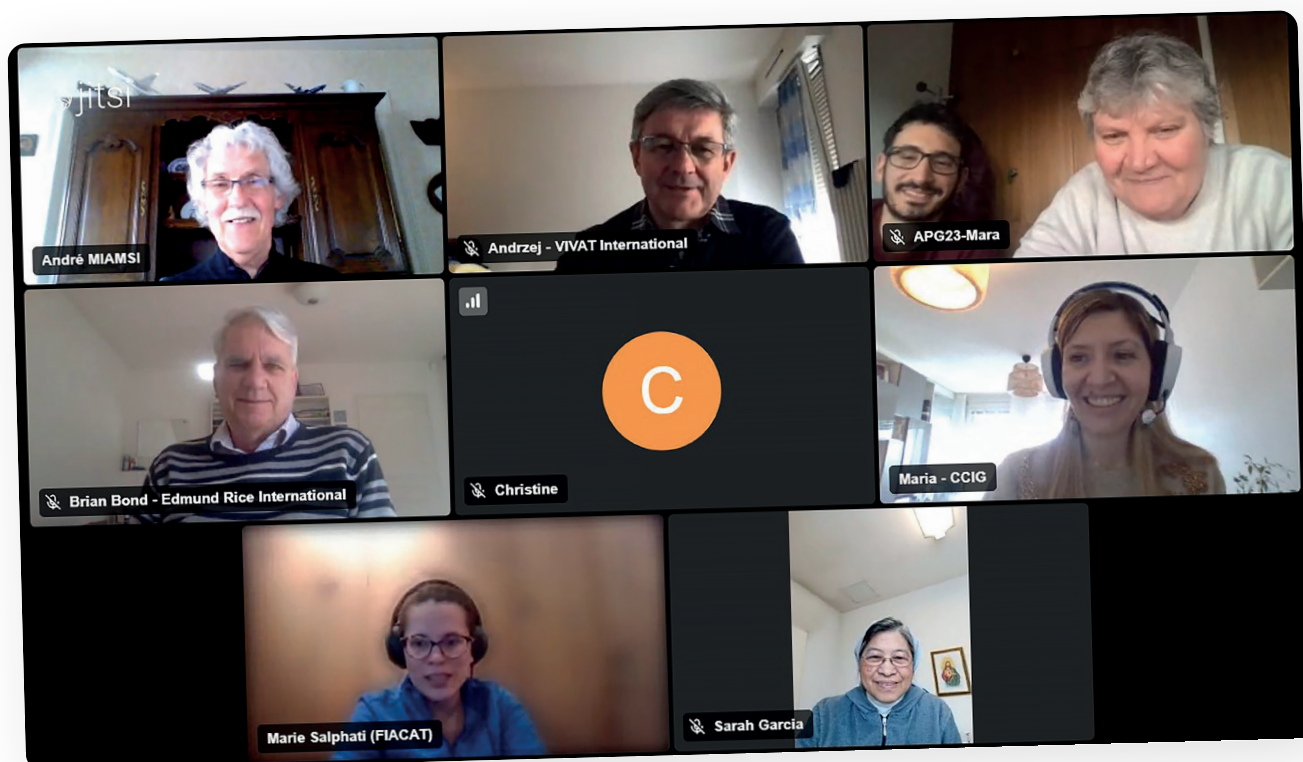 jitsi
André MIAMSI
Andrzej - VIVAT International
APG23-Mara
Brian Bond - Edmund Rice International
C
Christine
Maria - CCIG
Marie Salphati (FIACAT)
Sarah Garcia